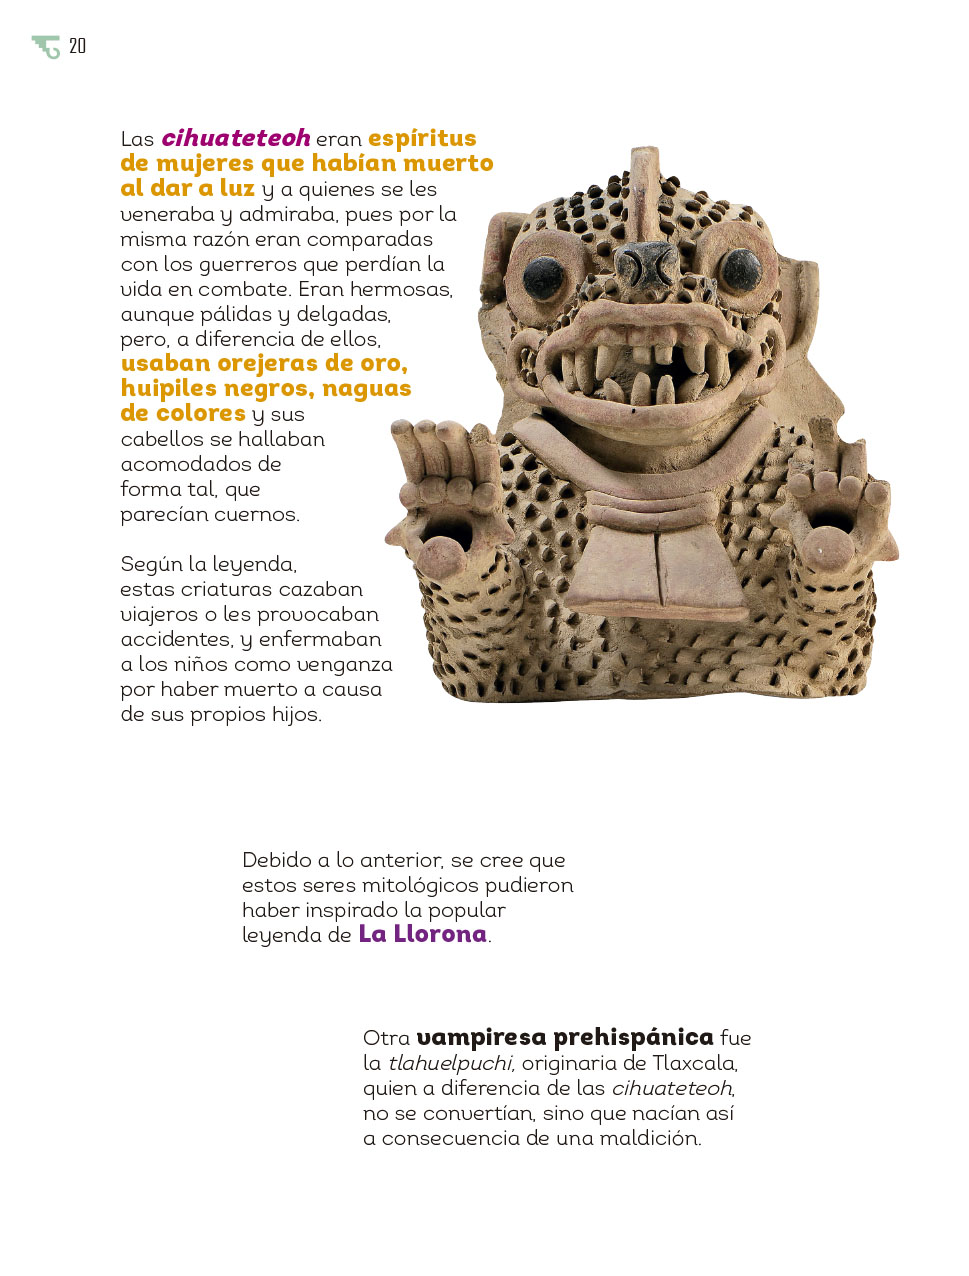 20
Las cihuateteoh eran espíritus
de mujeres que habían muerto
al dar a luz y a quienes se les
veneraba y admiraba, pues por la
misma razón eran comparadas
con los guerreros que perdían la
vida en combate. Eran hermosas,
aunque pálidas y delgadas,
pero, a diferencia de ellos,
usaban orejeras de oro,
huipiles negros, naguas
de colores y sus
cabellos se hallaban
acomodados de
forma tal, que
parecían cuernos.
Según la leyenda,
estas criaturas cazaban
viajeros o les provocaban
accidentes, y enfermaban
a los niños como venganza
por haber muerto a causa
de sus propios hijos.
Debido a lo anterior, se cree que
estos seres mitológicos pudieron
haber inspirado la popular
leyenda de La Llorona.
Otra vampiresa prehispánica fue
la tlahuelpuchi, originaria de Tlaxcala,
quien a diferencia de las cihuateteoh,
no se convertían, sino que nacían así
a consecuencia de una maldición.